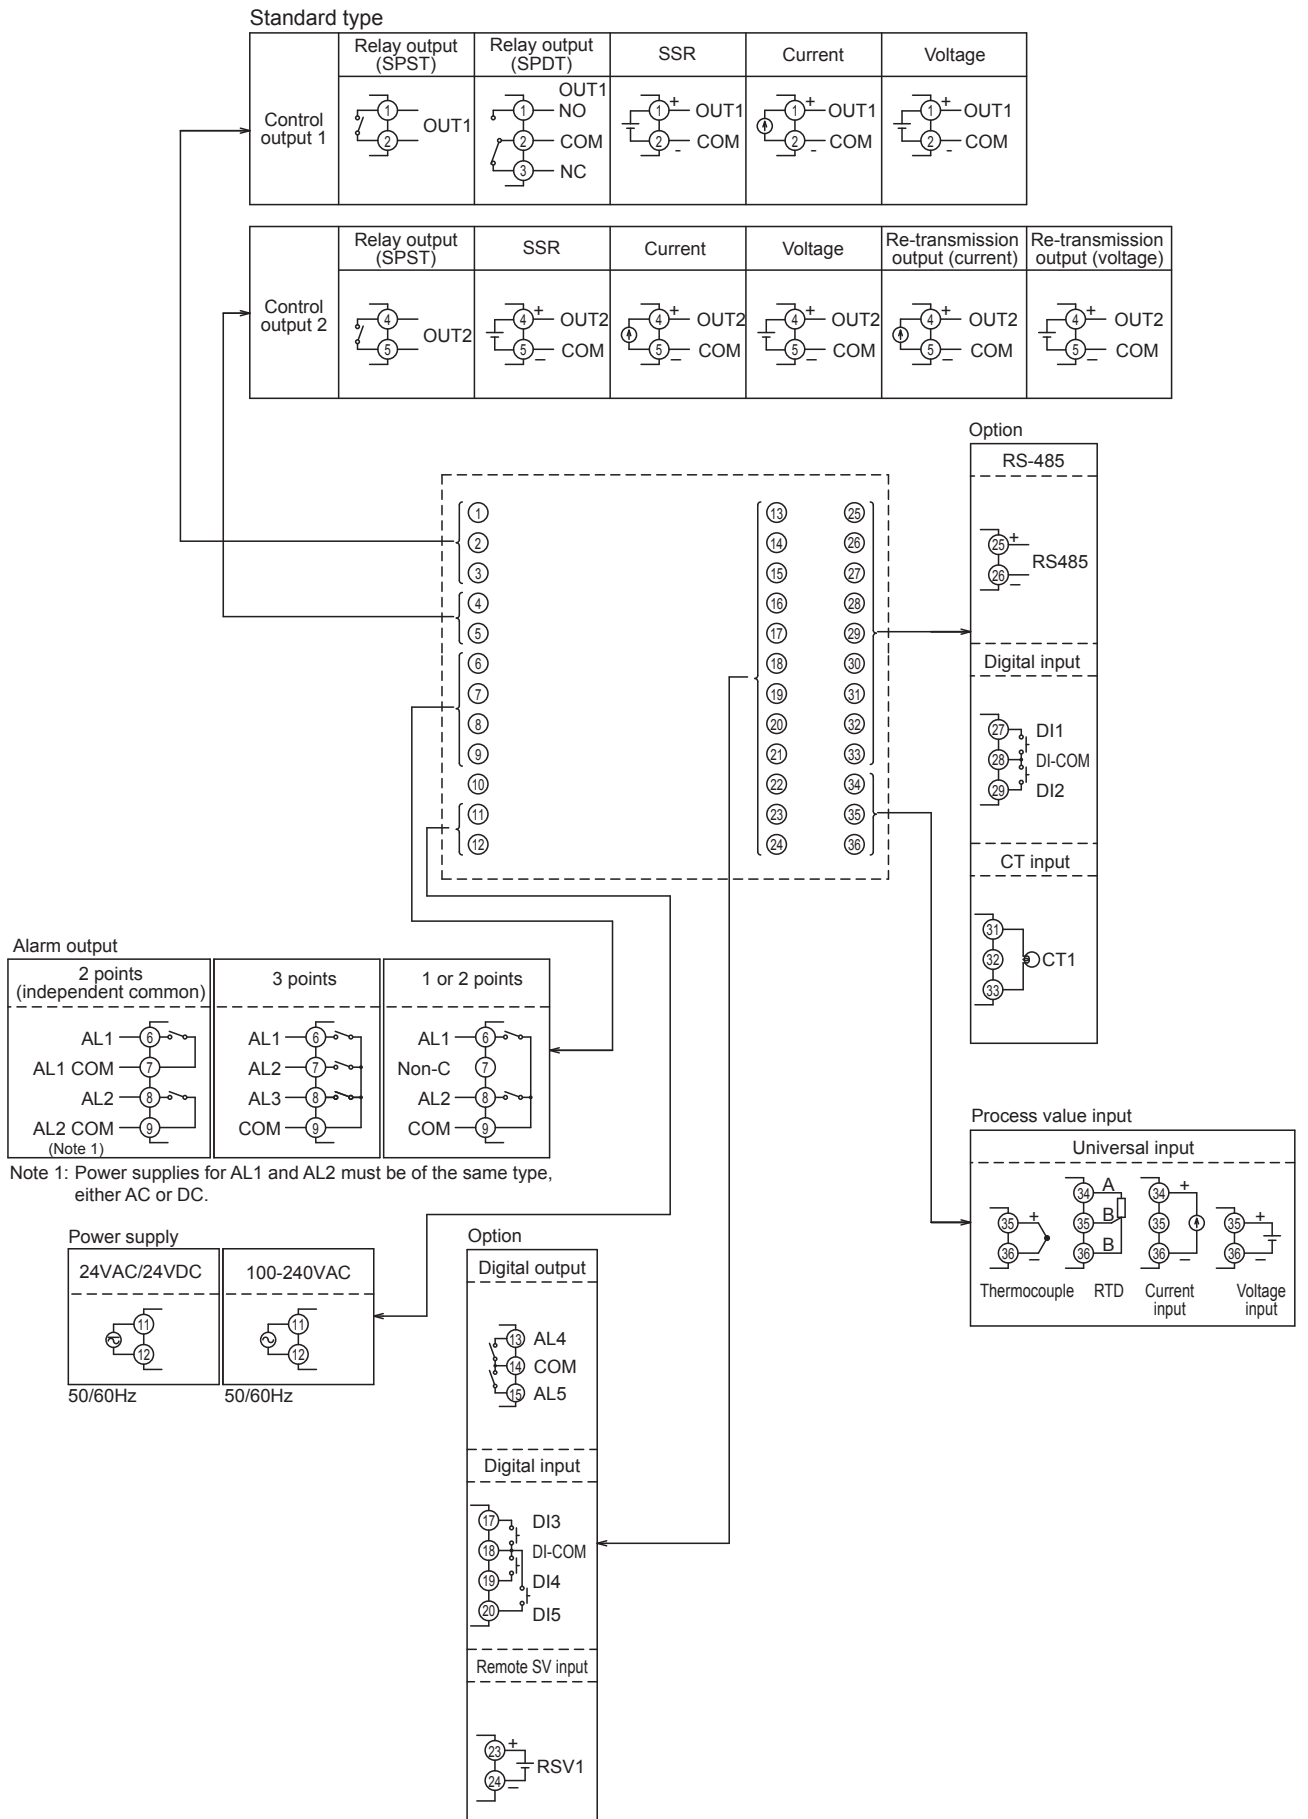 Standard type
Relay output
(SPST)
Relay output
(SPDT)
SSR
Current
Voltage
Control
output 1
1
2
OUT1
OUT1
1
NO
2
COM
3
NC
1
+
OUT1
2
-
COM
1
+
OUT1
2
-
COM
1
+
OUT1
2
-
COM
Relay output
(SPST)
SSR
Current
Voltage
Re-transmission
output (current)
Re-transmission
output (voltage)
Control
output 2
4
5
OUT2
4
+
OUT2
5
–
COM
4
+
OUT2
5
–
COM
4
+
OUT2
5
–
COM
4
+
OUT2
5
–
COM
4
+
OUT2
5
–
COM
1
2
3
4
5
6
7
8
9
10
11
12
13
14
15
16
17
18
19
20
21
22
23
24
25
26
27
28
29
30
31
32
33
34
35
36
Option
RS-485
25
+
26
–
RS485
Digital input
27
DI1
28
DI-COM
29
DI2
CT input
31
32
CT1
33
Alarm output
2 points
(independent common)
AL1
6
AL1 COM
7
AL2
8
AL2 COM
9
(Note 1)
3 points
AL1
6
AL2
7
AL3
8
COM
9
1 or 2 points
AL1
6
Non-C
7
AL2
8
COM
9
Note 1: Power supplies for AL1 and AL2 must be of the same type,
either AC or DC.
Process value input
Universal input
35
+
36
–
Thermocouple
34
A
35
B
36
B
RTD
34
+
35
36
–
Current
input
35
+
36
–
Voltage
input
Power supply
24VAC/24VDC
11
12
50/60Hz
100-240VAC
11
12
50/60Hz
Option
Digital output
13
AL4
14
COM
15
AL5
Digital input
17
DI3
18
DI-COM
19
DI4
20
DI5
Remote SV input
23
+
24
–
RSV1